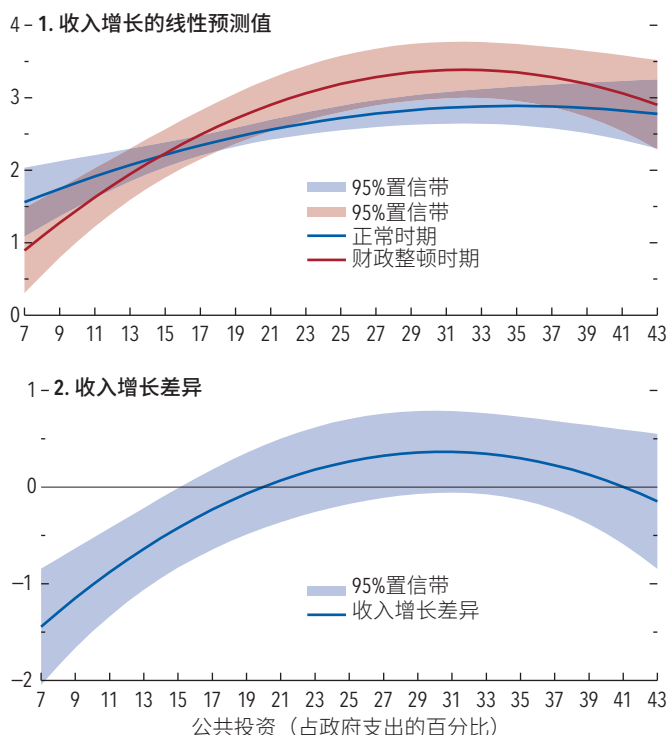 1. 收入增长的线性预测值
4
3
2
1
0
95%置信带
95%置信带
正常时期
财政整顿时期
7 9 11 13 15 17 19 21 23 25 27 29 31 33 35 37 39 41 43
2. 收入增长差异
1
0
–1
–2
95%置信带
收入增长差异
7 9 11 13 15 17 19 21 23 25 27 29 31 33 35 37 39 41 43
公共投资（占政府支出的百分比）